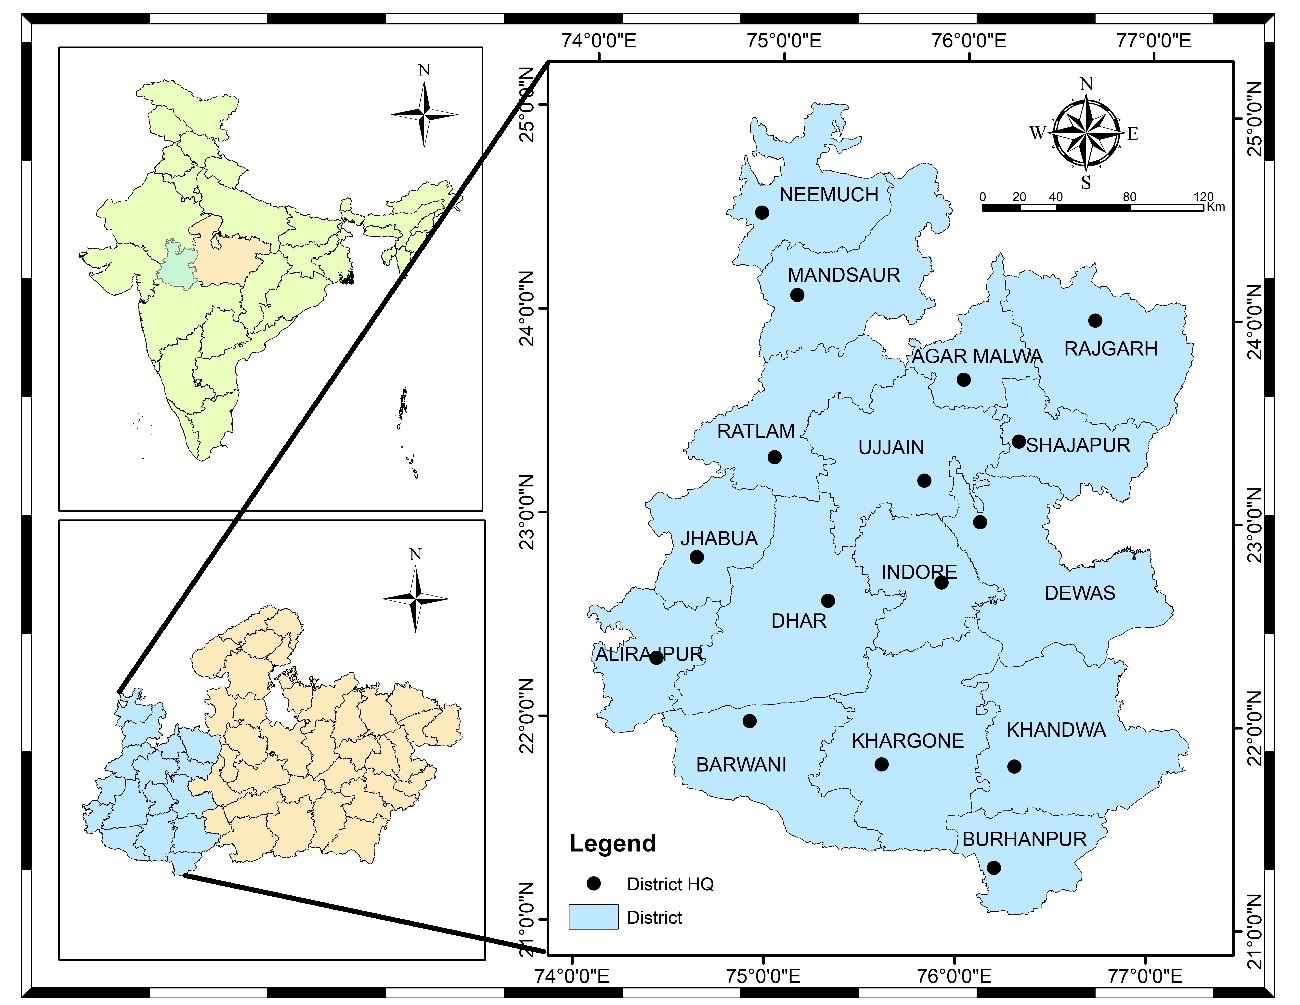 74°0'0"E 75°0'0"E 76°0'0"E 77°0'0"E
N
N
25°0'0"N
24°0'0"N
23°0'0"N
22°0'0"N
21°0'0"N
N
W E
S
0 20 40 80 120
Km
NEEMUCH
MANDSAUR
AGAR MALWA
RAJGARH
RATLAM
UJJAIN
SHAJAPUR
JHABUA
INDORE
DEWAS
DHAR
ALIRAJPUR
KHARGONE
KHANDWA
BARWANI
BURHANPUR
Legend
District HQ
District
25°0'0"N
24°0'0"N
23°0'0"N
22°0'0"N
21°0'0"N
74°0'0"E 75°0'0"E 76°0'0"E 77°0'0"E